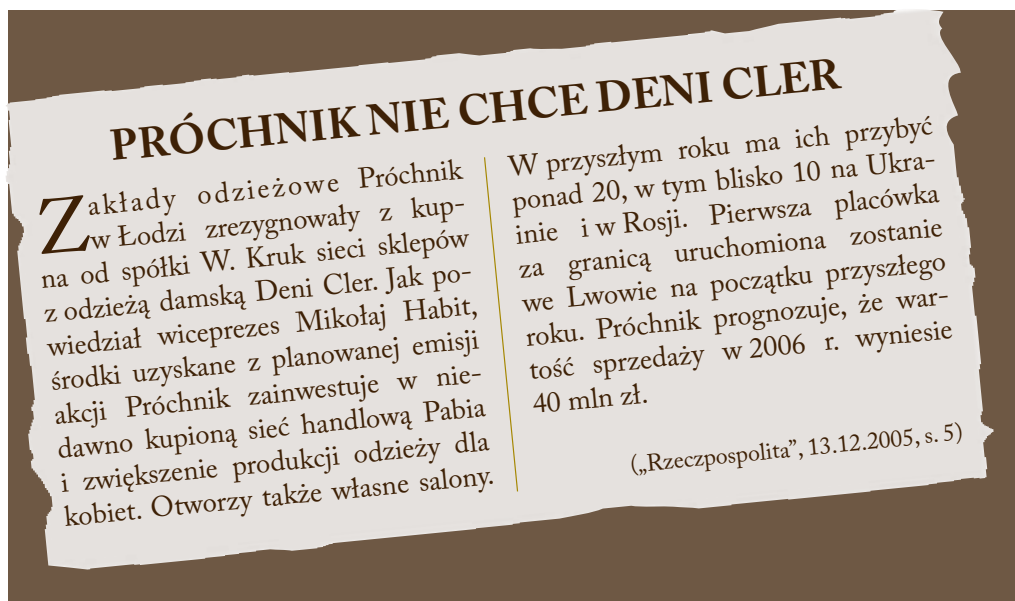 PRÓCHNIK NIE CHCE DENI CLER
Zakłady odzieżowe Próchnik
w Łodzi zrezygnowały z kup-
na od spółki W. Kruk sieci sklepów
z odzieżą damską Deni Cler. Jak po-
wiedział wiceprezes Mikołaj Habit,
środki uzyskane z planowanej emisji
akcji Próchnik zainwestuje w nie-
dawno kupioną sieć handlową Pabia
i zwiększenie produkcji odzieży dla
kobiet. Otworzy także własne salony.
W przyszłym roku ma ich przybyć
ponad 20, w tym blisko 10 na Ukra-
inie i w Rosji. Pierwsza placówka
za granicą uruchomiona zostanie
we Lwowie na początku przyszłego
roku. Próchnik prognozuje, że war-
tość sprzedaży w 2006 r. wyniesie
40 mln zł.
(„Rzeczpospolita”, 13.12.2005, s. 5)